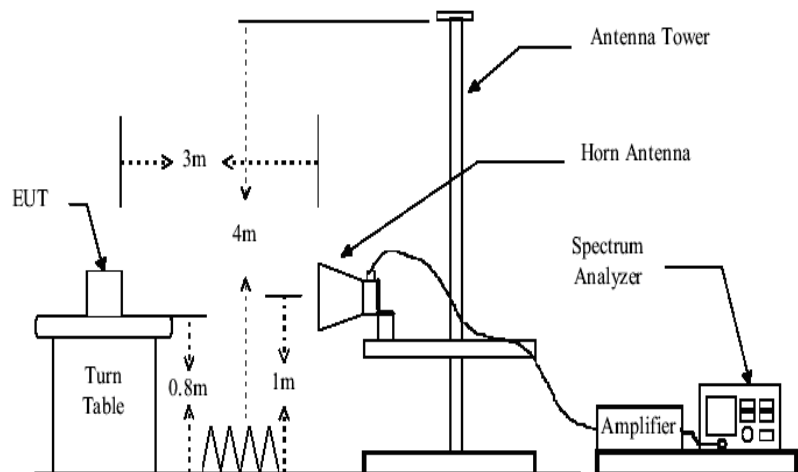 Antenna Tower
3m
Horn Antenna
EUT
4m
Spectrum
Analyzer
0.8m
1m
Turn
Table
Amplifier